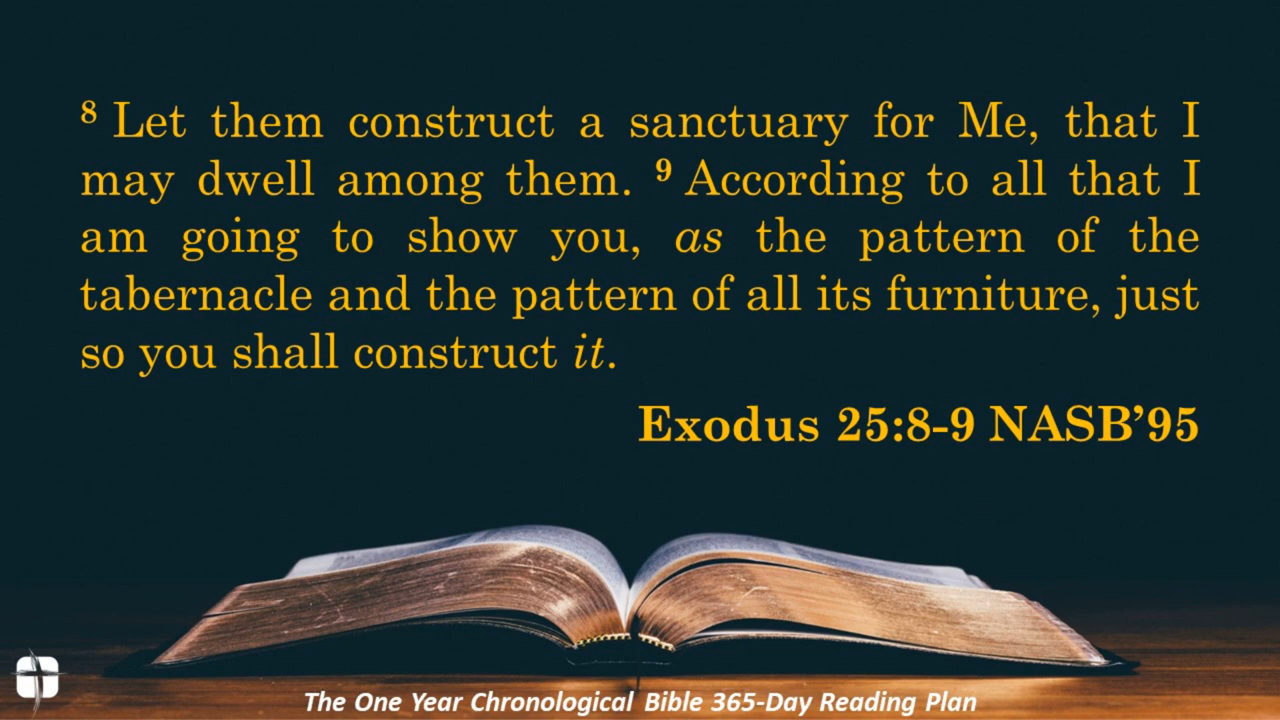 ⁸ Let them construct a sanctuary for Me, that I
may dwell among them. ⁹ According to all that I
am going to show you, as the pattern of the
tabernacle and the pattern of all its furniture, just
so you shall construct it.
Exodus 25:8-9 NASB’95
The One Year Chronological Bible 365-Day Reading Plan